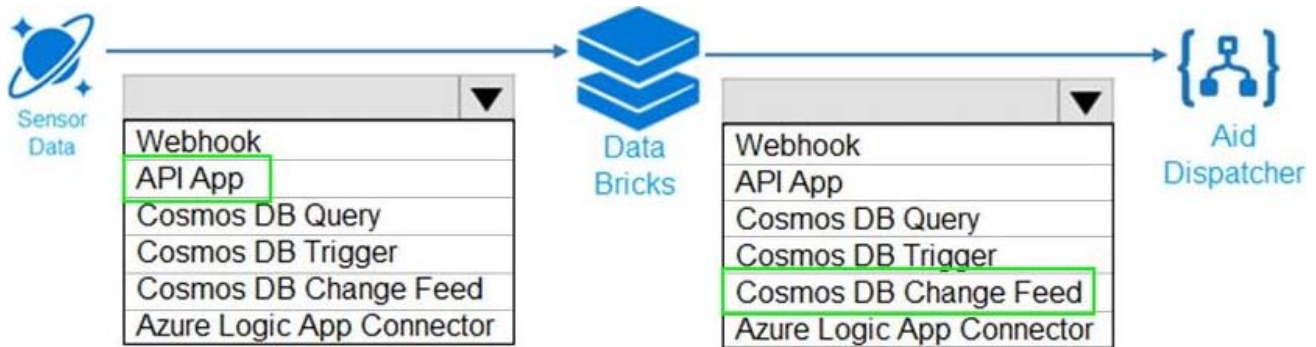 Sensor
Data
Webhook
API App
Cosmos DB Query
Cosmos DB Trigger
Cosmos DB Change Feed
Azure Logic App Connector
Data
Bricks
Webhook
API App
Cosmos DB Query
Cosmos DB Trigger
Cosmos DB Change Feed
Azure Logic App Connector
Aid
Dispatcher